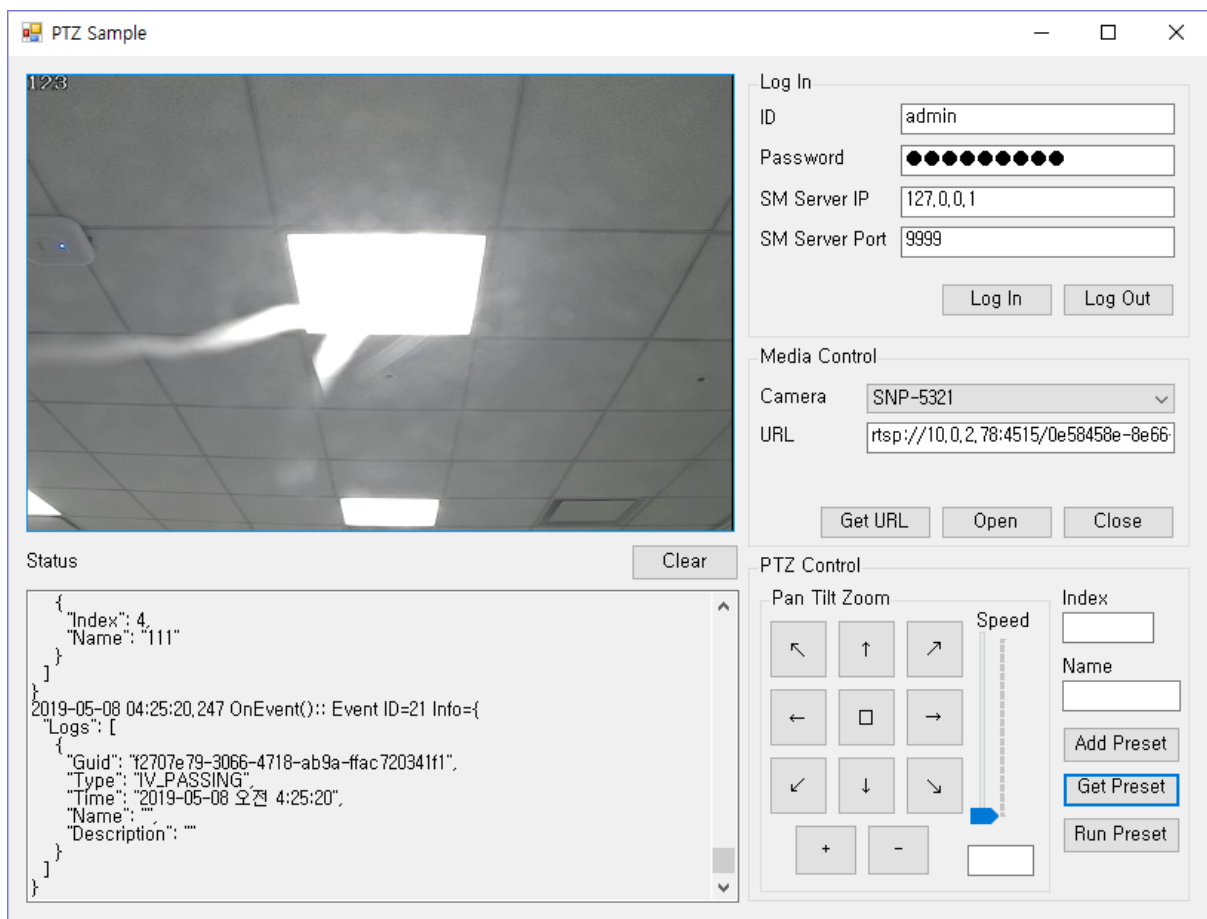 PTZ Sample
123
Log In
ID
admin
Password
●●●●●●●●●
SM Server IP
127,0,0,1
SM Server Port
9999
Log In
Log Out
Media Control
Camera
SNP-5321
URL
rtsp://10,0,2,78:4515/0e58458e-8e66-
Get URL
Open
Close
Status
Clear
{
"Index": 4,
"Name": "111"
}
]
}
2019-05-08 04:25:20,247 OnEvent():: Event ID=21 Info={
"Logs": [
{
"Guid": "f2707e79-3066-4718-ab9a-ffac720341f1",
"Type": "IV_PASSING",
"Time": "2019-05-08 오전 4:25:20",
"Name": "",
"Description": ""
}
]
}
PTZ Control
Pan Tilt Zoom
Speed
↖ ↑ ↗
← □ →
↙ ↓ ↘
+ -
Index
Name
Add Preset
Get Preset
Run Preset